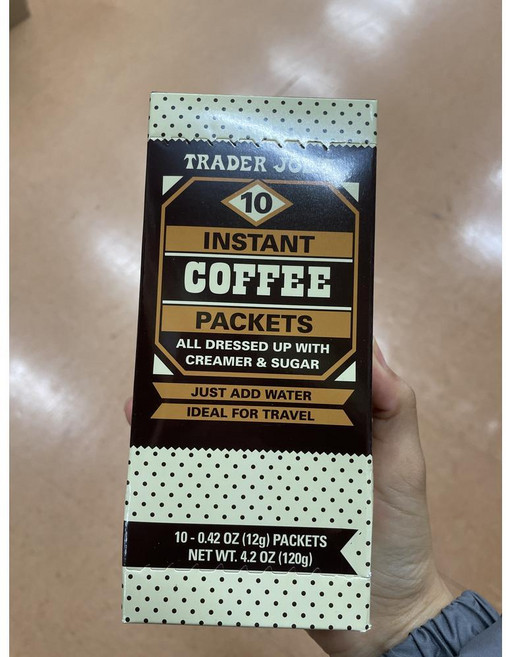 TRADER JOE'S
10
INSTANT
COFFEE
PACKETS
ALL DRESSED UP WITH
CREAMER & SUGAR
JUST ADD WATER
IDEAL FOR TRAVEL
10 - 0.42 OZ (12g) PACKETS
NET WT. 4.2 OZ (120g)